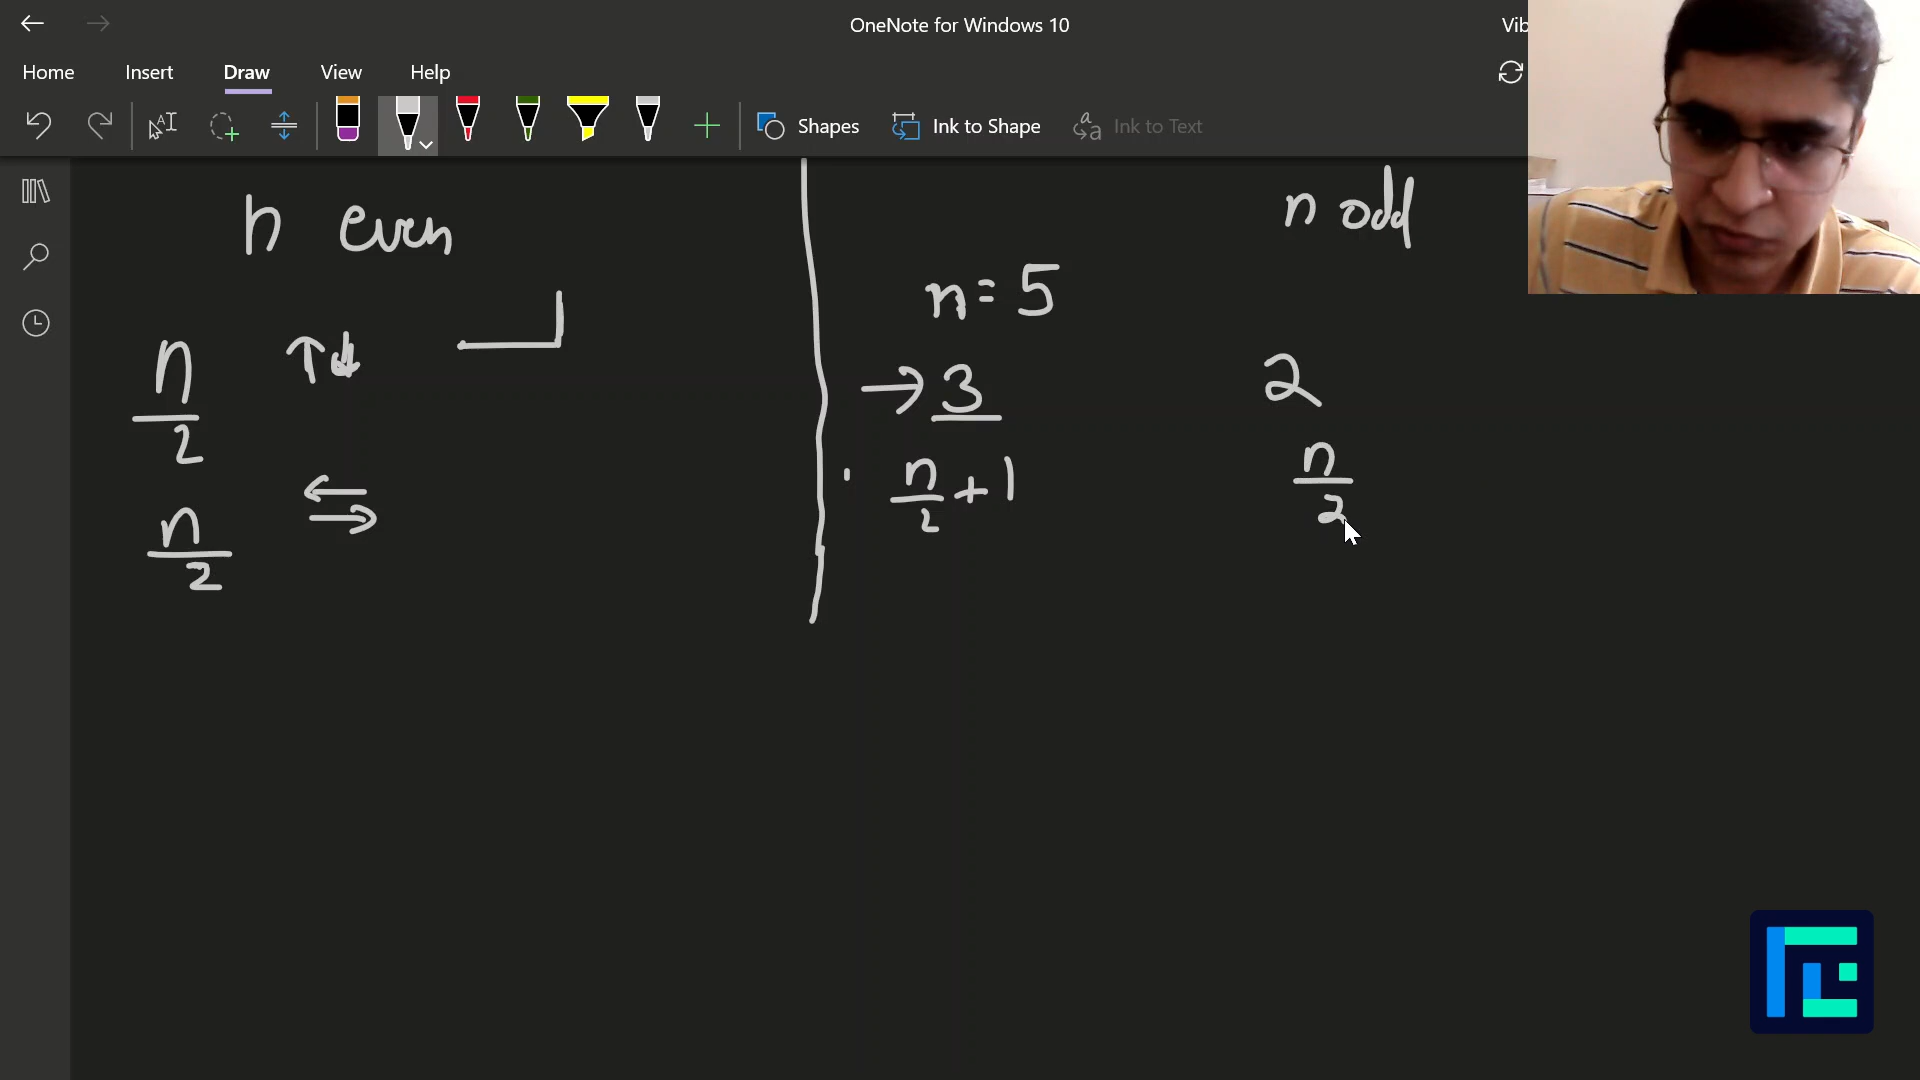 OneNote for Windows 10
Vib
Home Insert Draw View Help
Shapes Ink to Shape Ink to Text
n even
n odd
n = 5
n/2 ↑↓
→ 3
2
n/2 + 1
n/2
n/2 ←→